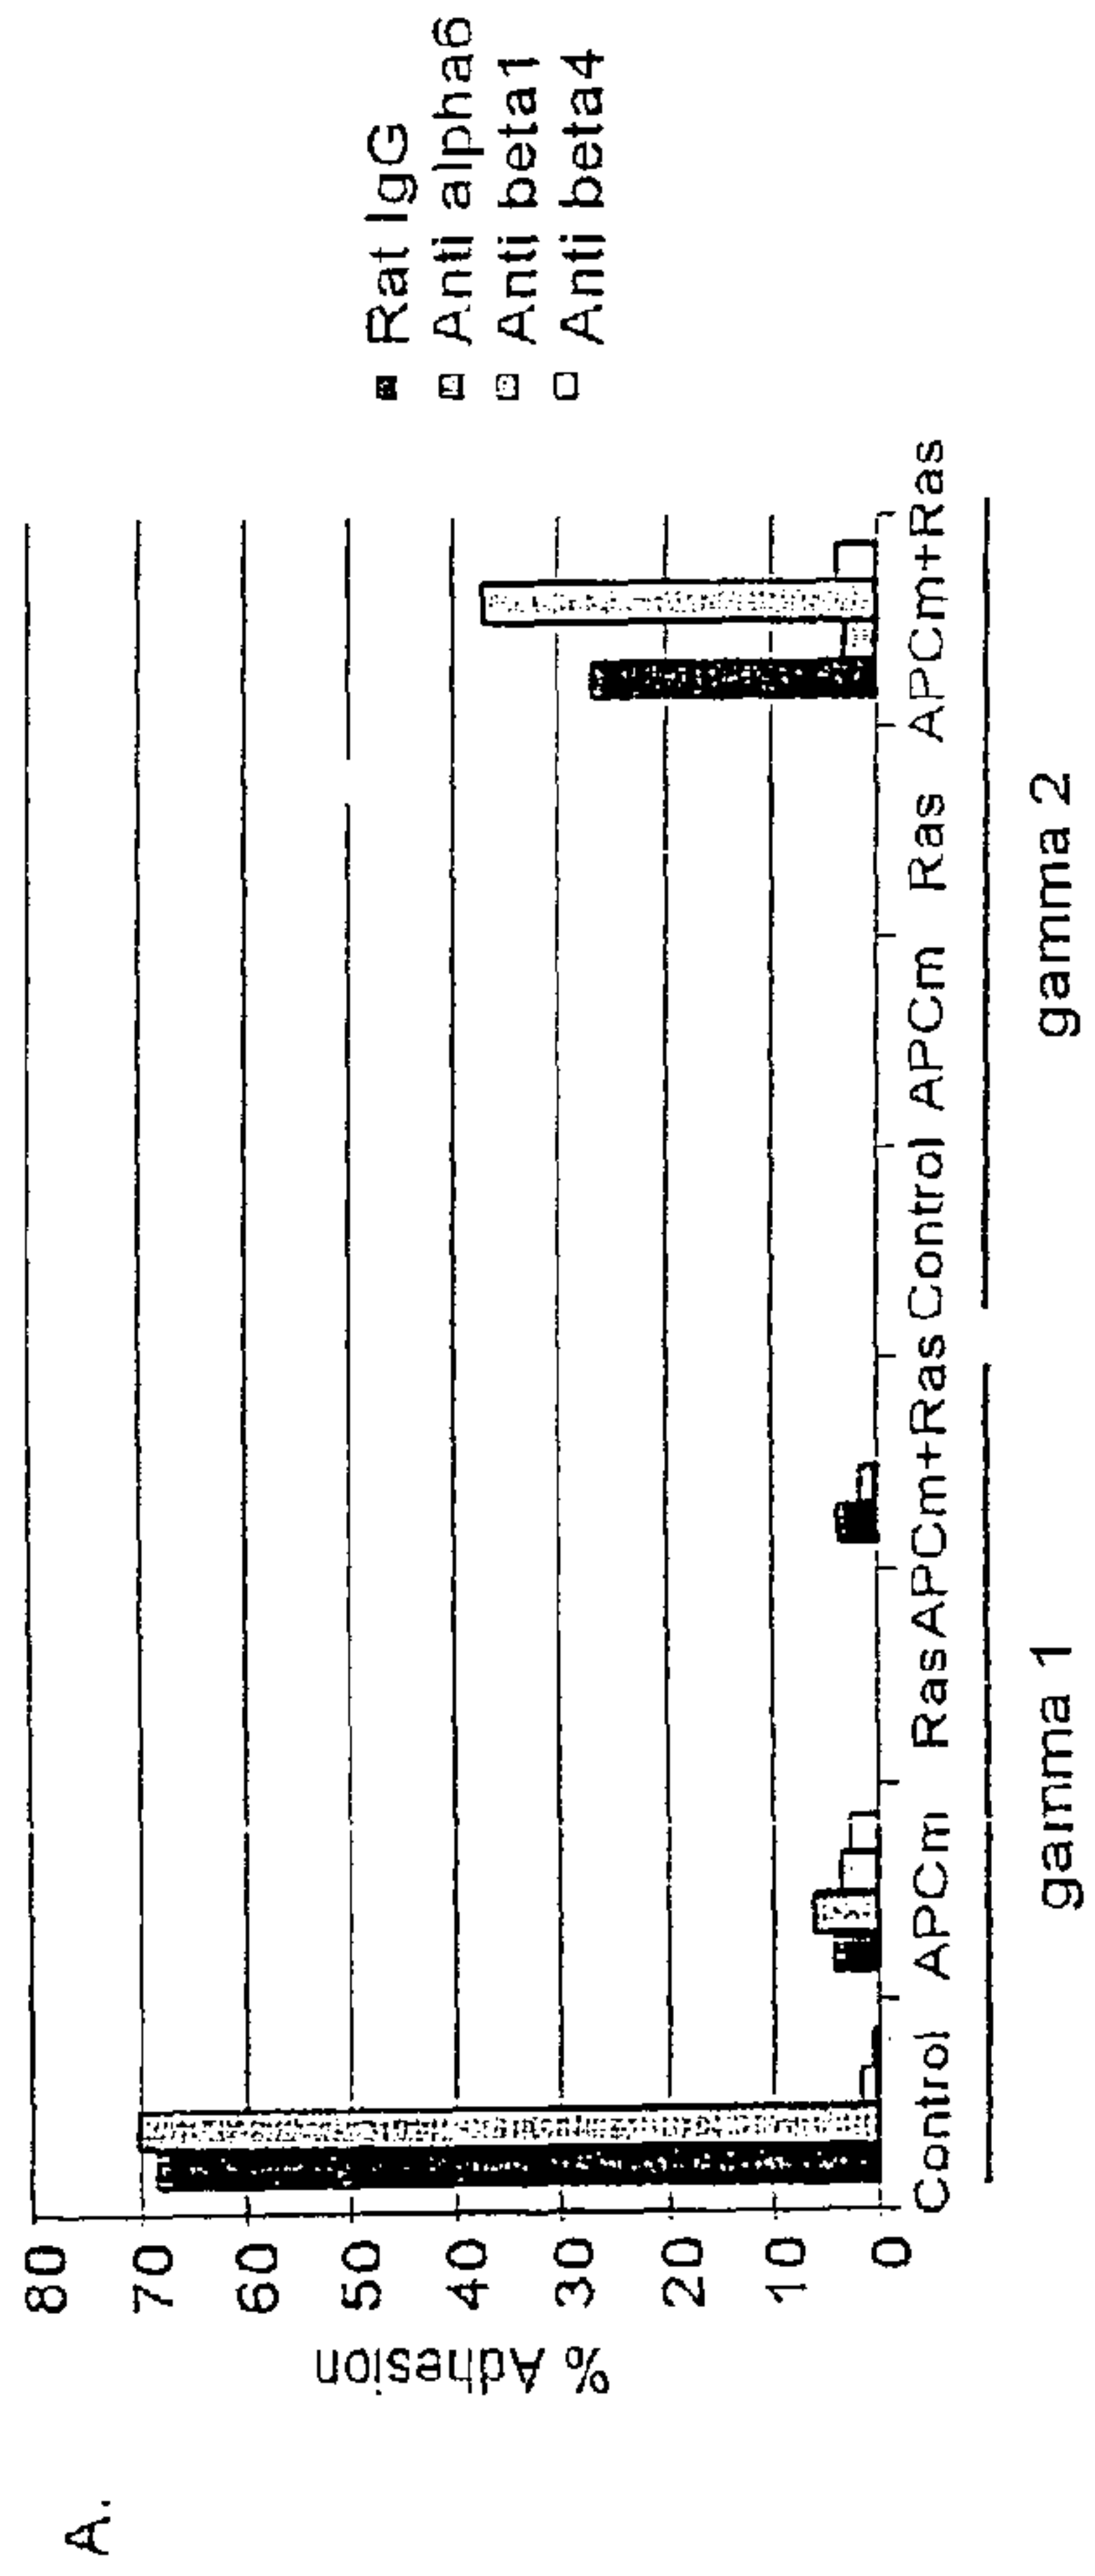 A.
% Adhesion
80
70
60
50
40
30
20
10
0
Control APCm Ras APCm+Ras Control APCm Ras APCm+Ras
gamma 1 gamma 2
Rat IgG
Anti alpha6
Anti beta1
Anti beta4